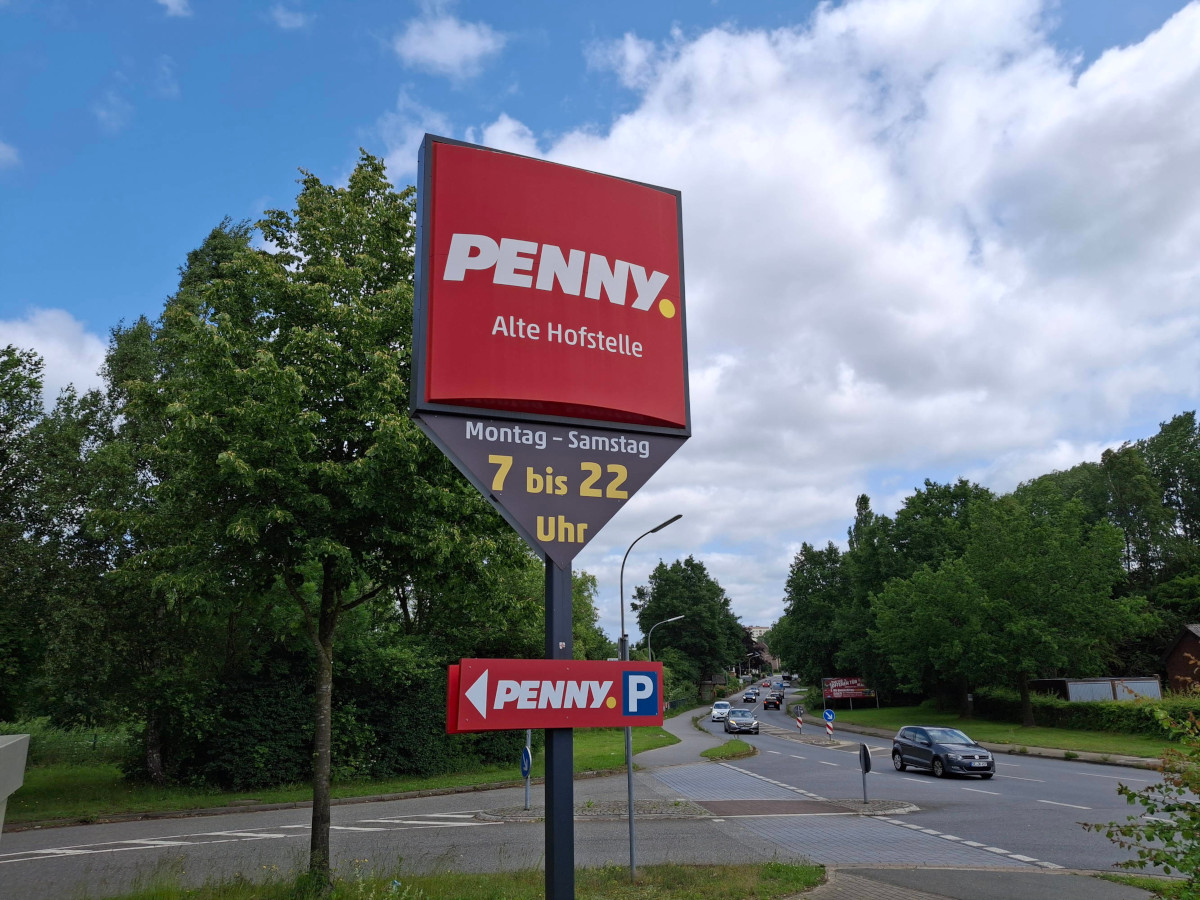 PENNY.
Alte Hofstelle
Montag – Samstag
7 bis 22
Uhr
PENNY. P